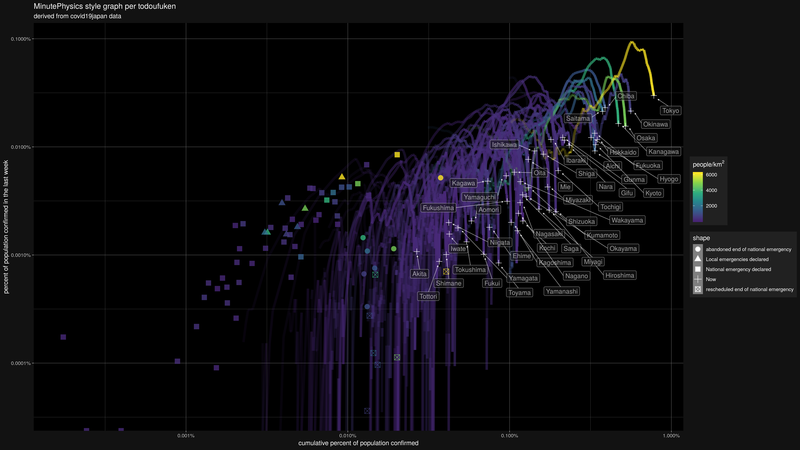 MinutePhysics style graph per todoufuken
derived from covid19japan data
percent of population confirmed in the last week
0.1000%
0.0100%
0.0010%
0.0001%
Chiba
Tokyo
Saitama
Okinawa
Osaka
Ishikawa
Hokkaido
Kanagawa
Ibaraki
Aichi
Fukuoka
Oita
Shiga
Gunma
Hyogo
Kagawa
Mie
Nara
Gifu
Kyoto
Yamaguchi
Miyazaki
Tochigi
Fukushima
Aomori
Shizuoka
Wakayama
Nagasaki
Kumamoto
Iwate
Niigata
Kochi
Saga
Okayama
Ehime
Kagoshima
Miyagi
Akita
Tokushima
Nagano
Hiroshima
Shimane
Fukui
Yamagata
Tottori
Toyama
Yamanashi
0.001%
0.010%
0.100%
1.000%
cumulative percent of population confirmed
people/km²
6000
4000
2000
shape
abandoned end of national emergency
Local emergencies declared
National emergency declared
Now
rescheduled end of national emergency